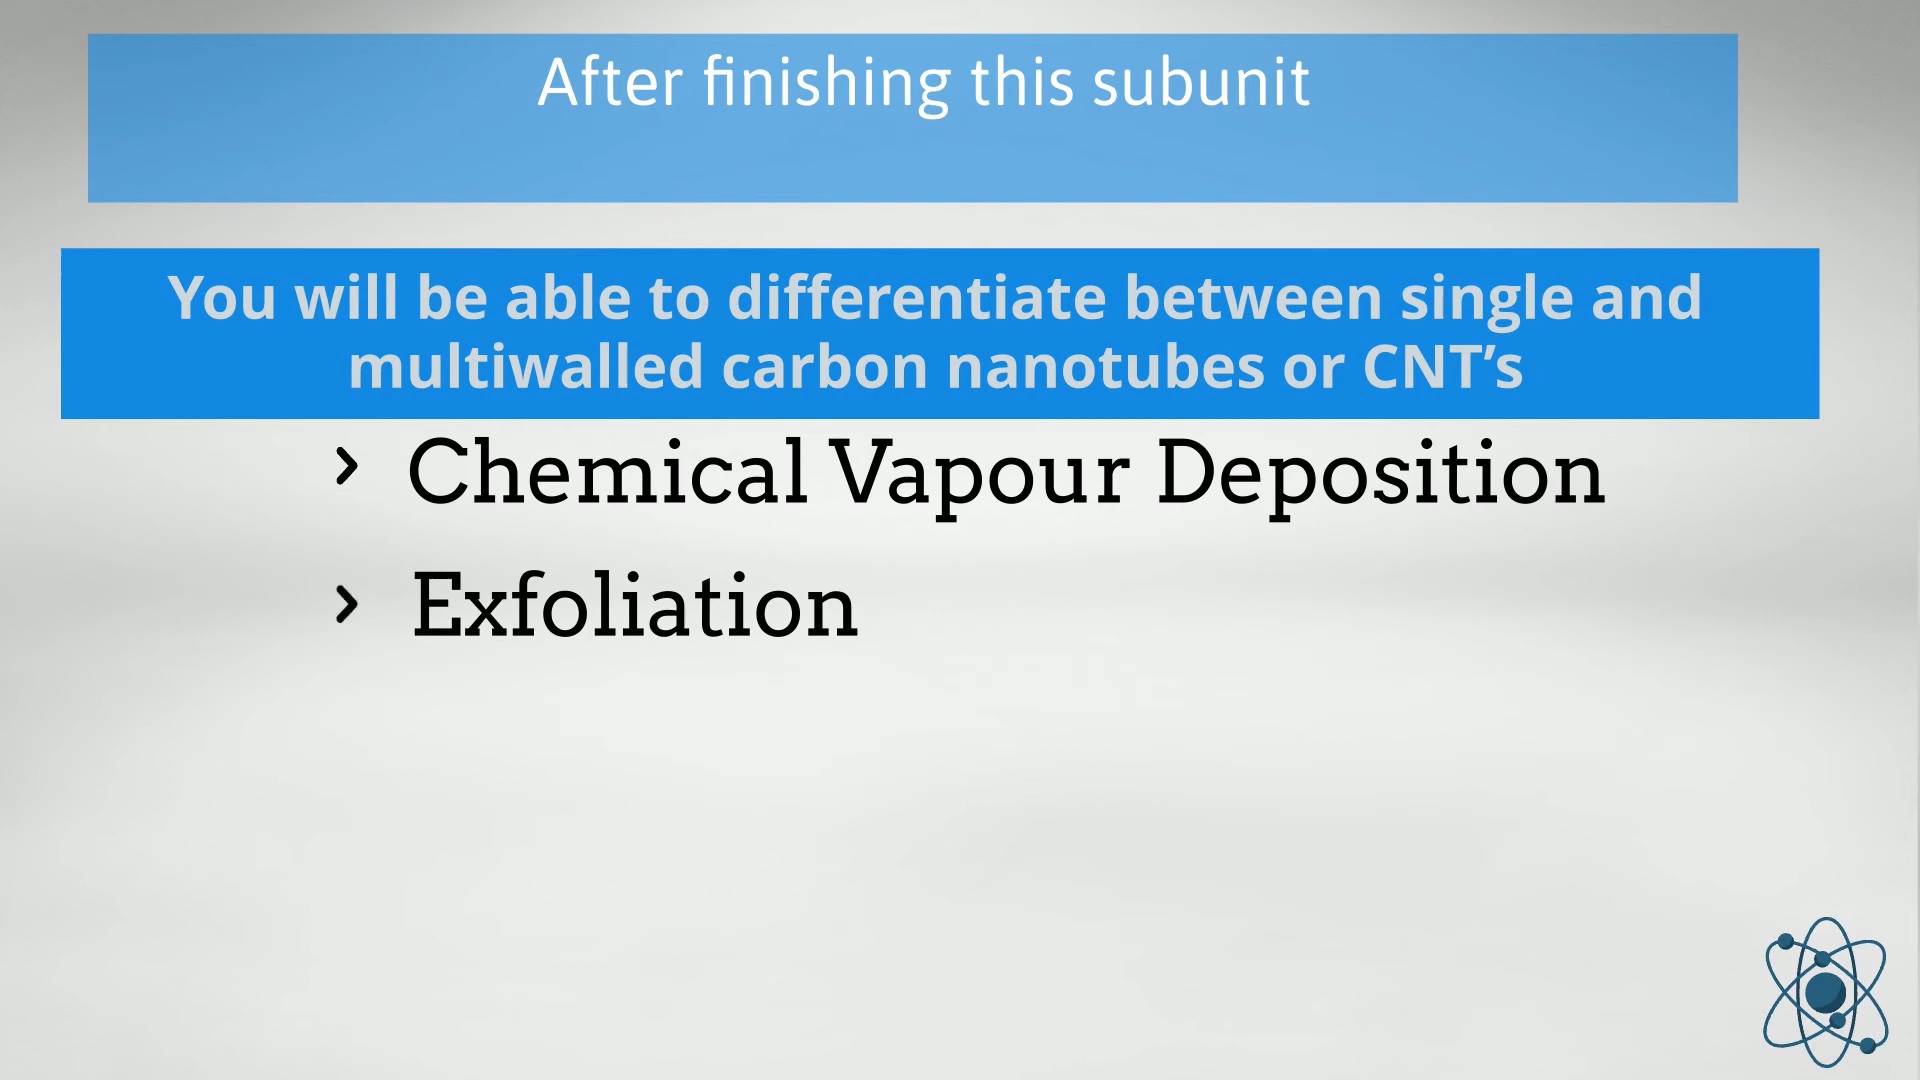 After finishing this subunit
You will be able to differentiate between single and
multiwalled carbon nanotubes or CNT’s
› Chemical Vapour Deposition
› Exfoliation